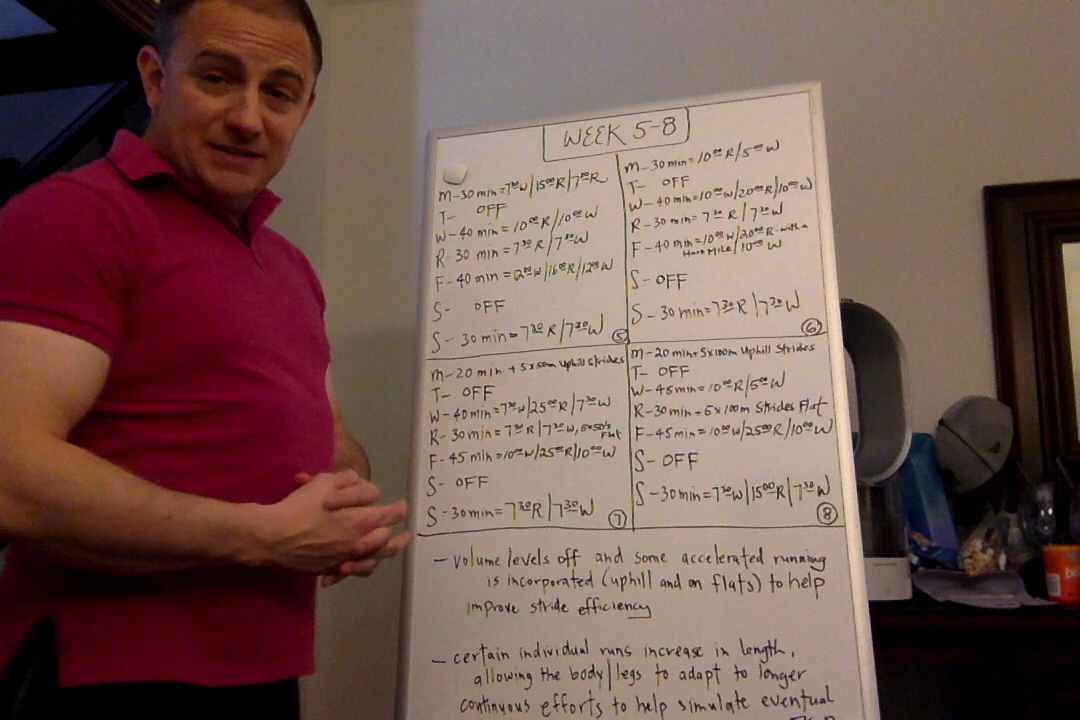 WEEK 5-8
M-30 min=7³⁰W/15⁰⁰R/7³⁰R
T- OFF
W-40 min=10⁰⁰R/10⁰⁰W
R-30 min=7³⁰R/7³⁰W
F-40 min=12⁰⁰W/16⁰⁰R/12⁰⁰W
S- OFF
S-30 min=7³⁰R/7³⁰W
5
M-30 min=10⁰⁰R/5⁰⁰W
T- OFF
W-40 min=10⁰⁰W/20⁰⁰R/10⁰⁰W
R-30 min=7³⁰R/7³⁰W
F-40 min=10⁰⁰W/20⁰⁰R-with a
Hard Mile/10⁰⁰W
S-OFF
S-30 min=7³⁰R/7³⁰W
6
M-20 min + 5x50m Uphill Strides
T- OFF
W-40 min=7³⁰W/25⁰⁰R/7³⁰W
R-30 min=7³⁰R/7³⁰W, 5x50's
Flat
F-45 min=10⁰⁰W/25⁰⁰R/10⁰⁰W
S- OFF
S-30 min=7³⁰R/7³⁰W
7
M-20 min+5x100m Uphill Strides
T- OFF
W-45 min=10⁰⁰R/5⁰⁰W
R-30 min+5x100m Strides Flat
F-45 min=10⁰⁰W/25⁰⁰R/10⁰⁰W
S-OFF
S-30 min=7³⁰W/15⁰⁰R/7³⁰W
8
- Volume levels off and some accelerated running
is incorporated (uphill and on flats) to help
improve stride efficiency
- certain individual runs increase in length,
allowing the body/legs to adapt to longer
continuous efforts to help simulate eventual